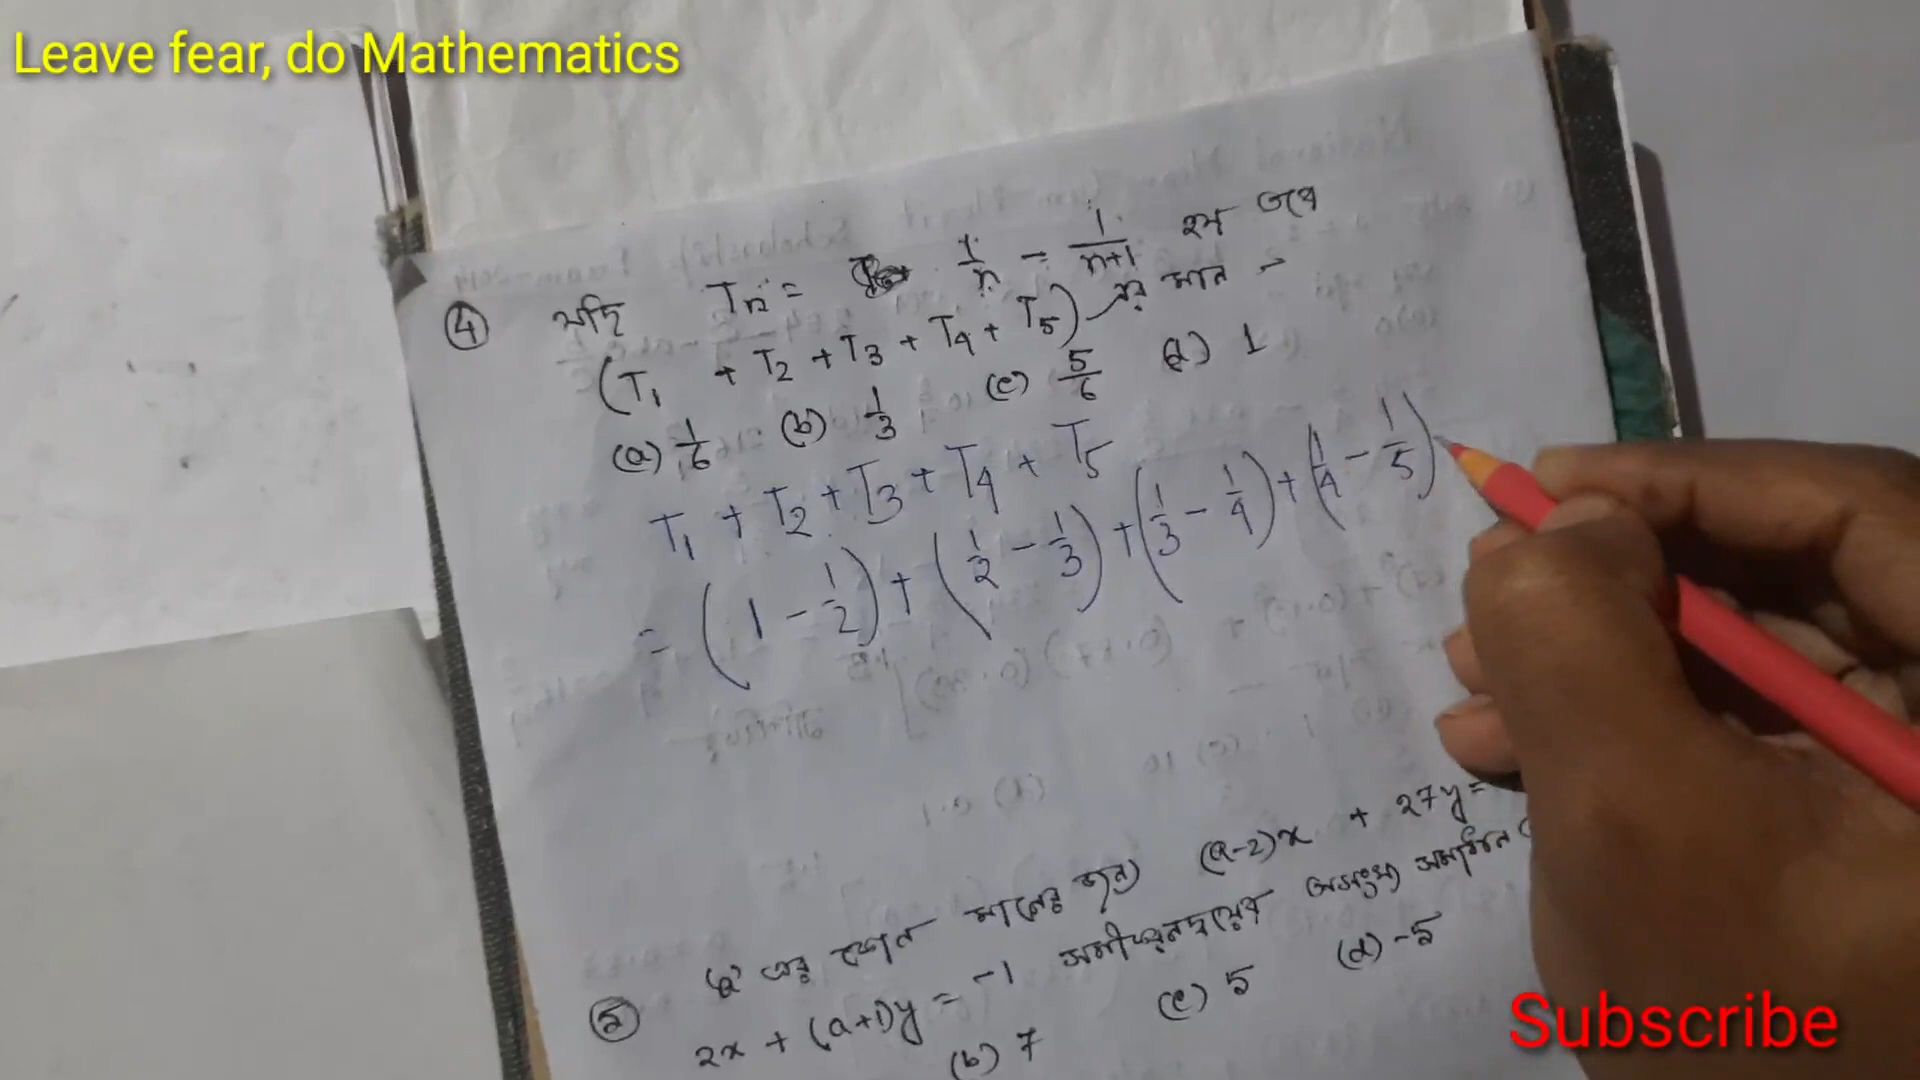 Leave fear, do Mathematics
④ যদি Tn = 1/n - 1/(n+1) হয় তবে
(T1 + T2 + T3 + T4 + T5) এর মান -
(a) 1/6 (b) 1/3 (c) 5/6 (d) 1
T1 + T2 + T3 + T4 + T5
= (1 - 1/2) + (1/2 - 1/3) + (1/3 - 1/4) + (1/4 - 1/5)
⑤ a এর কোন মানের জন্য (a-2)x + 27y =
2x + (a+1)y = -1 সমীকরনদ্বয়ের অসংখ্য সমাধান
(b) 7 (c) 5 (d) -5
Subscribe